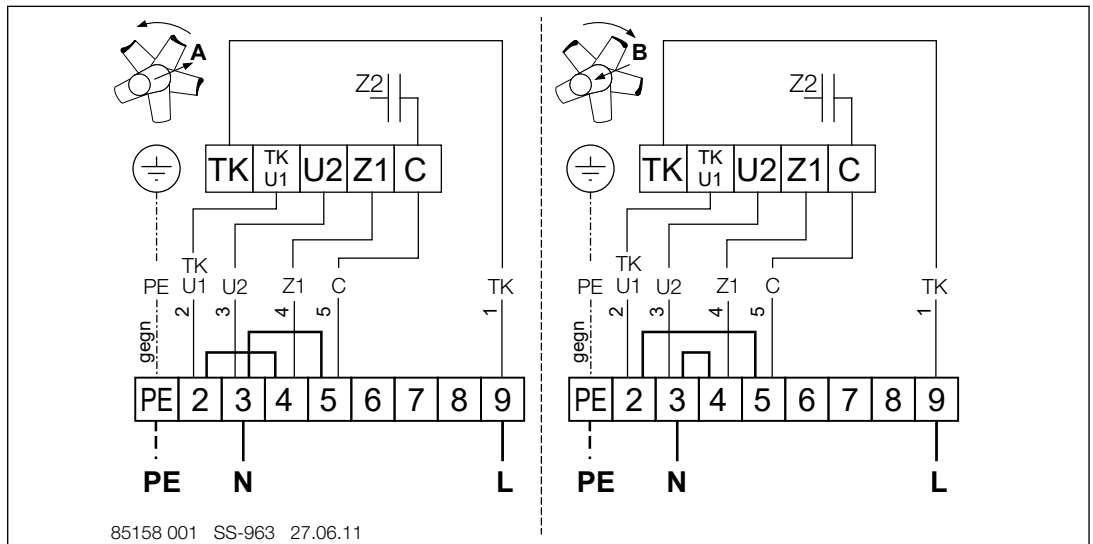 A
Z2
TK TK U1 U2 Z1 C
PE TK U1 U2 Z1 C TK
gegn 2 3 4 5 1
PE 2 3 4 5 6 7 8 9
PE N L
85158 001 SS-963 27.06.11
B
Z2
TK TK U1 U2 Z1 C
PE TK U1 U2 Z1 C TK
gegn 2 3 4 5 1
PE 2 3 4 5 6 7 8 9
PE N L